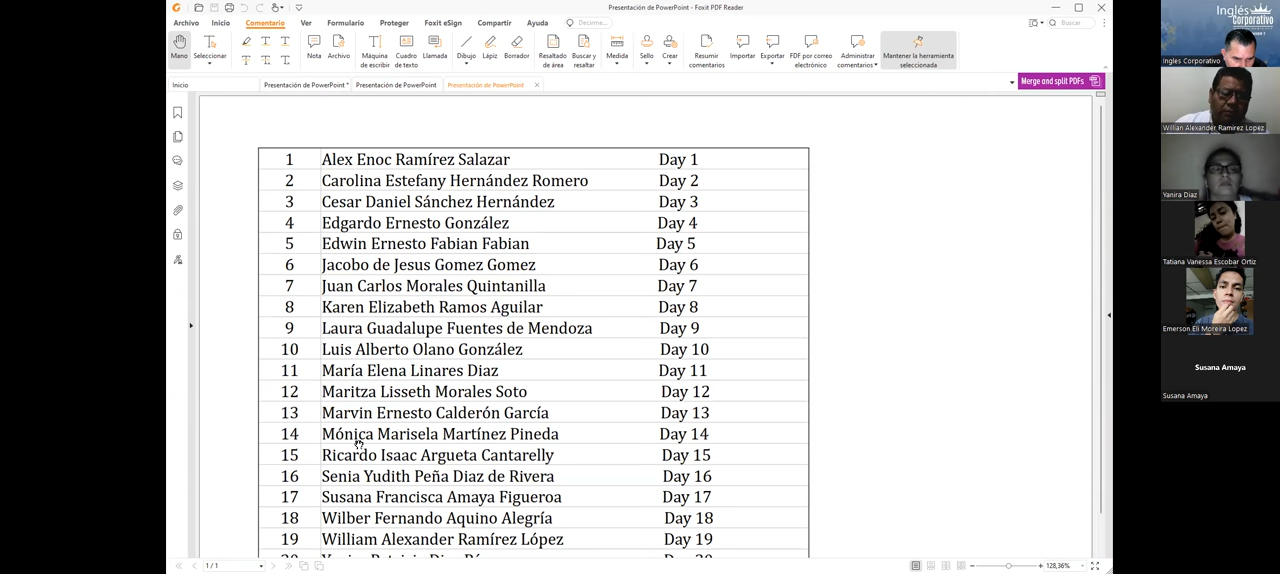 Presentación de PowerPoint - Foxit PDF Reader
Archivo Inicio Comentario Ver Formulario Proteger Foxit eSign Compartir Ayuda Decirme... Buscar
Mano
Seleccionar
Nota
Archivo
Máquina de escribir
Cuadro de texto
Llamada
Dibujo
Lápiz
Borrador
Resaltado de área
Buscar y resaltar
Medida
Sello
Crear
Resumir comentarios
Importar
Exportar
FDF por correo electrónico
Administrar comentarios
Mantener la herramienta seleccionada
Inicio
Presentación de PowerPoint *
Presentación de PowerPoint
Presentación de PowerPoint
Merge and split PDFs
1 Alex Enoc Ramírez Salazar Day 1
2 Carolina Estefany Hernández Romero Day 2
3 Cesar Daniel Sánchez Hernández Day 3
4 Edgardo Ernesto González Day 4
5 Edwin Ernesto Fabian Fabian Day 5
6 Jacobo de Jesus Gomez Gomez Day 6
7 Juan Carlos Morales Quintanilla Day 7
8 Karen Elizabeth Ramos Aguilar Day 8
9 Laura Guadalupe Fuentes de Mendoza Day 9
10 Luis Alberto Olano González Day 10
11 María Elena Linares Diaz Day 11
12 Maritza Lisseth Morales Soto Day 12
13 Marvin Ernesto Calderón García Day 13
14 Mónica Marisela Martínez Pineda Day 14
15 Ricardo Isaac Argueta Cantarelly Day 15
16 Senia Yudith Peña Diaz de Rivera Day 16
17 Susana Francisca Amaya Figueroa Day 17
18 Wilber Fernando Aquino Alegría Day 18
19 William Alexander Ramírez López Day 19
1/1
128,36%
Inglés
Corporativo
Ingles Corporativo
Willian Alexander Ramirez Lopez
Yanira Diaz
Tatiana Vanessa Escobar Ortiz
Emerson Eli Moreira Lopez
Susana Amaya
Susana Amaya